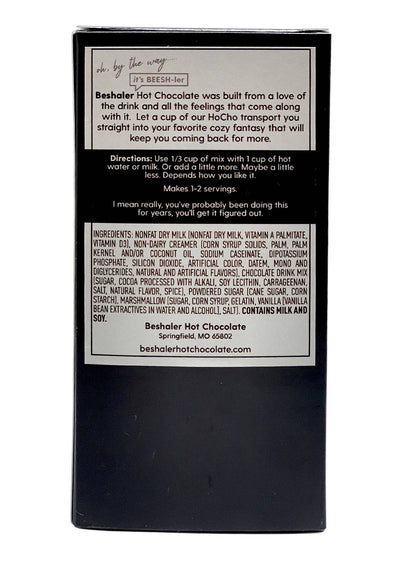 oh, by the way...
it's BEESH-ler
Beshaler Hot Chocolate was built from a love of
the drink and all the feelings that come along
with it. Let a cup of our HoCho transport you
straight into your favorite cozy fantasy that will
keep you coming back for more.
Directions: Use 1/3 cup of mix with 1 cup of hot
water or milk. Or add a little more. Maybe a little
less. Depends how you like it.
Makes 1-2 servings.
I mean really, you've probably been doing this
for years, you'll get it figured out.
INGREDIENTS: NONFAT DRY MILK (NONFAT DRY MILK, VITAMIN A PALMITATE,
VITAMIN D3), NON-DAIRY CREAMER (CORN SYRUP SOLIDS, PALM, PALM
KERNEL AND/OR COCONUT OIL, SODIUM CASEINATE, DIPOTASSIUM
PHOSPHATE, SILICON DIOXIDE, ARTIFICIAL COLOR, DATEM, MONO AND
DIGLYCERIDES, NATURAL AND ARTIFICIAL FLAVORS), CHOCOLATE DRINK MIX
(SUGAR, COCOA PROCESSED WITH ALKALI, SOY LECITHIN, CARRAGEENAN,
SALT, NATURAL FLAVOR, SPICE), POWDERED SUGAR [CANE SUGAR, CORN
STARCH], MARSHMALLOW [SUGAR, CORN SYRUP, GELATIN, VANILLA [VANILLA
BEAN EXTRACTIVES IN WATER AND ALCOHOL], SALT). CONTAINS MILK AND
SOY.
Beshaler Hot Chocolate
Springfield, MO 65802
beshalerhotchocolate.com